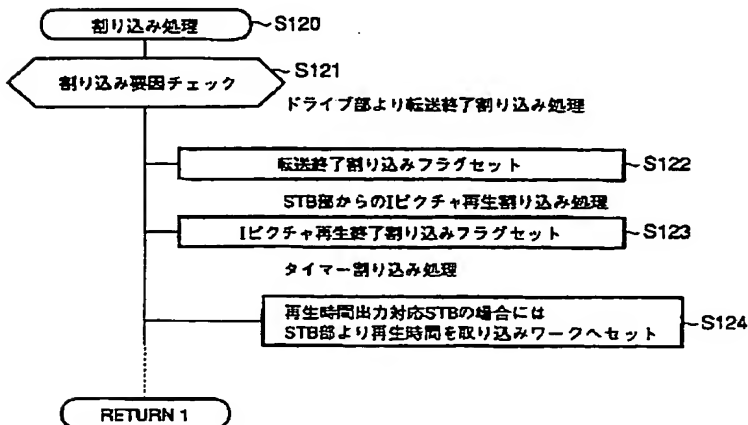 割り込み処理
S120
割り込み要因チェック
S121
ドライブ部より転送終了割り込み処理
転送終了割り込みフラグセット
S122
STB部からのIピクチャ再生割り込み処理
Iピクチャ再生終了割り込みフラグセット
S123
タイマー割り込み処理
再生時間出力対応STBの場合には
STB部より再生時間を取り込みワークへセット
S124
RETURN 1